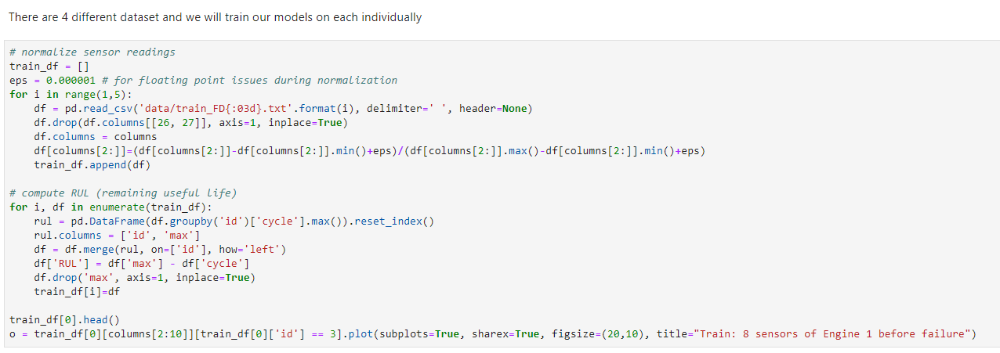 There are 4 different dataset and we will train our models on each individually
# normalize sensor readings
train_df = []
eps = 0.000001 # for floating point issues during normalization
for i in range(1,5):
    df = pd.read_csv('data/train_FD{:03d}.txt'.format(i), delimiter=' ', header=None)
    df.drop(df.columns[[26, 27]], axis=1, inplace=True)
    df.columns = columns
    df[columns[2:]]=(df[columns[2:]]-df[columns[2:]].min()+eps)/(df[columns[2:]].max()-df[columns[2:]].min()+eps)
    train_df.append(df)

# compute RUL (remaining useful life)
for i, df in enumerate(train_df):
    rul = pd.DataFrame(df.groupby('id')['cycle'].max()).reset_index()
    rul.columns = ['id', 'max']
    df = df.merge(rul, on=['id'], how='left')
    df['RUL'] = df['max'] - df['cycle']
    df.drop('max', axis=1, inplace=True)
    train_df[i]=df

train_df[0].head()
o = train_df[0][columns[2:10]][train_df[0]['id'] == 3].plot(subplots=True, sharex=True, figsize=(20,10), title="Train: 8 sensors of Engine 1 before failure")